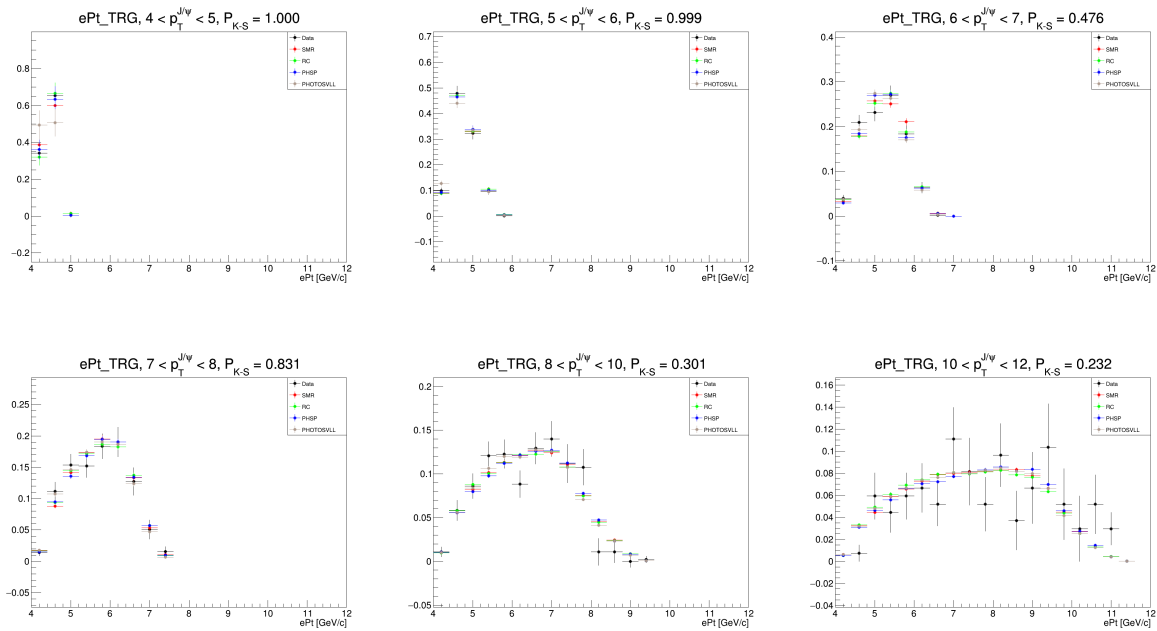 ePt_TRG, 4 < p_T^{J/ψ} < 5, P_{K-S} = 1.000
Data
SMR
RC
PHSP
PHOTOSVLL
0.8
0.6
0.4
0.2
0
−0.2
4 5 6 7 8 9 10 11 12
ePt [GeV/c]
ePt_TRG, 5 < p_T^{J/ψ} < 6, P_{K-S} = 0.999
Data
SMR
RC
PHSP
PHOTOSVLL
0.7
0.6
0.5
0.4
0.3
0.2
0.1
0
−0.1
4 5 6 7 8 9 10 11 12
ePt [GeV/c]
ePt_TRG, 6 < p_T^{J/ψ} < 7, P_{K-S} = 0.476
Data
SMR
RC
PHSP
PHOTOSVLL
0.4
0.3
0.2
0.1
0
−0.1
4 5 6 7 8 9 10 11 12
ePt [GeV/c]
ePt_TRG, 7 < p_T^{J/ψ} < 8, P_{K-S} = 0.831
Data
SMR
RC
PHSP
PHOTOSVLL
0.25
0.2
0.15
0.1
0.05
0
−0.05
4 5 6 7 8 9 10 11 12
ePt [GeV/c]
ePt_TRG, 8 < p_T^{J/ψ} < 10, P_{K-S} = 0.301
Data
SMR
RC
PHSP
PHOTOSVLL
0.2
0.15
0.1
0.05
0
−0.05
4 5 6 7 8 9 10 11 12
ePt [GeV/c]
ePt_TRG, 10 < p_T^{J/ψ} < 12, P_{K-S} = 0.232
Data
SMR
RC
PHSP
PHOTOSVLL
0.16
0.14
0.12
0.1
0.08
0.06
0.04
0.02
0
−0.02
−0.04
4 5 6 7 8 9 10 11 12
ePt [GeV/c]